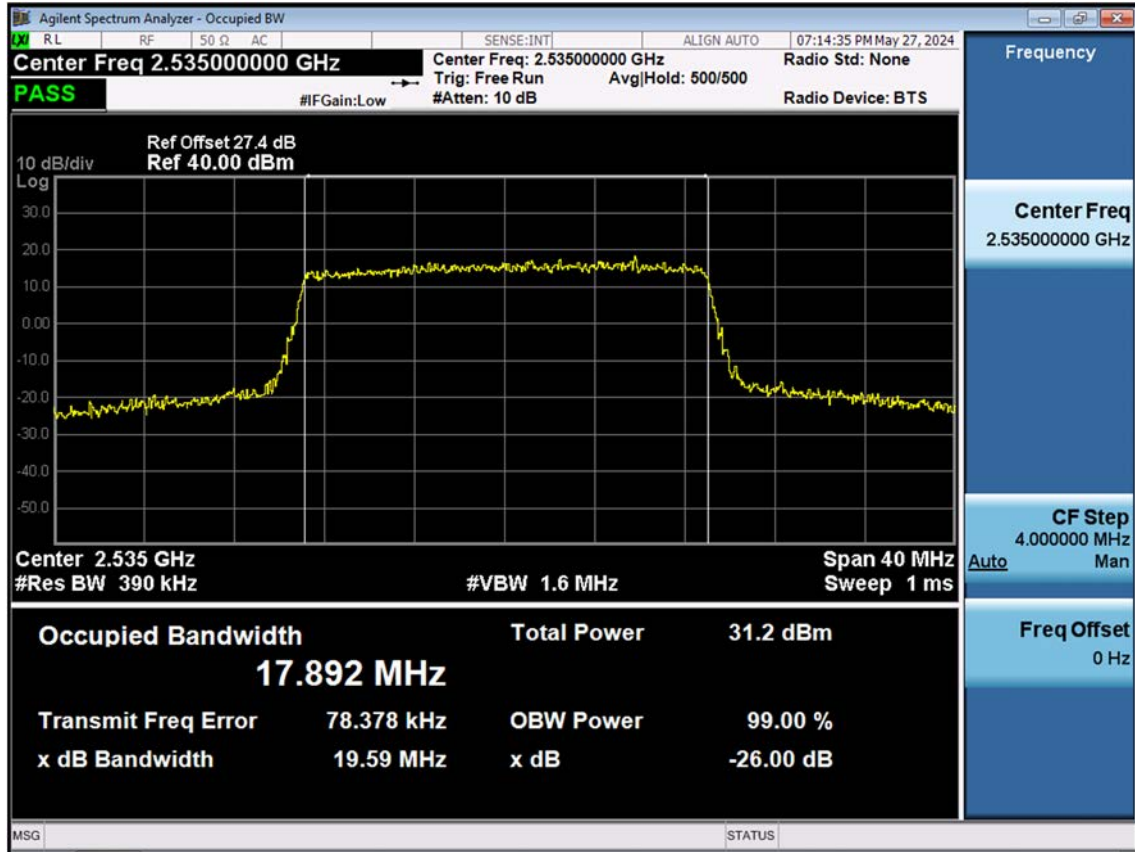 Agilent Spectrum Analyzer - Occupied BW
LXI RL RF 50 Ω AC SENSE:INT ALIGN AUTO 07:14:35 PM May 27, 2024
Center Freq 2.535000000 GHz
Center Freq: 2.535000000 GHz Radio Std: None
Trig: Free Run Avg|Hold: 500/500
PASS
#IFGain:Low #Atten: 10 dB Radio Device: BTS
Ref Offset 27.4 dB
10 dB/div Ref 40.00 dBm
Log
30.0
20.0
10.0
0.00
-10.0
-20.0
-30.0
-40.0
-50.0
Center 2.535 GHz Span 40 MHz
#Res BW 390 kHz #VBW 1.6 MHz Sweep 1 ms
Occupied Bandwidth Total Power 31.2 dBm
17.892 MHz
Transmit Freq Error 78.378 kHz OBW Power 99.00 %
x dB Bandwidth 19.59 MHz x dB -26.00 dB
MSG STATUS
Frequency
Center Freq
2.535000000 GHz
CF Step
4.000000 MHz
Auto Man
Freq Offset
0 Hz